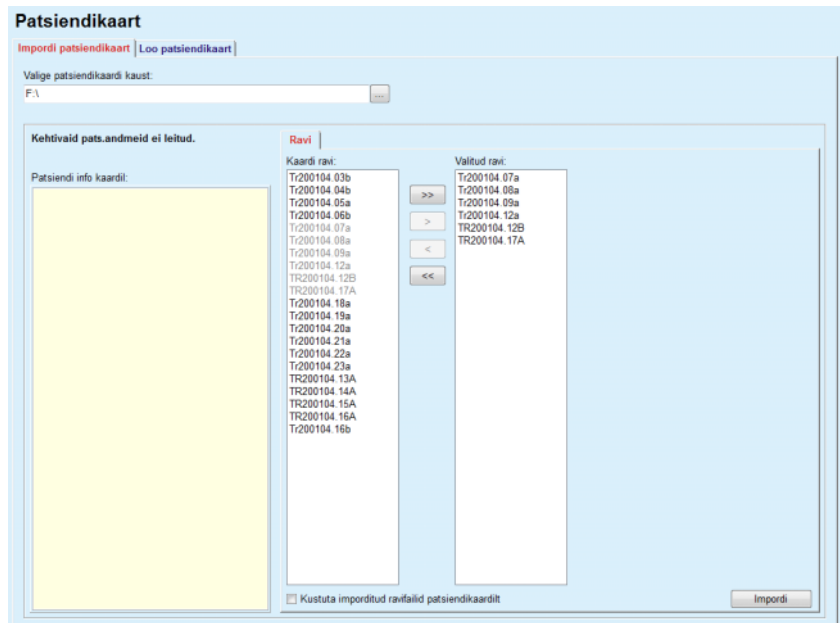 Patsiendikaart
Impordi patsiendikaart Loo patsiendikaart
Valige patsiendikaardi kaust:
F:\
...
Kehtivaid pats.andmeid ei leitud.
Patsiendi info kaardil:
Ravi
Kaardi ravi:
Tr200104.03b
Tr200104.04b
Tr200104.05a
Tr200104.06b
Tr200104.07a
Tr200104.08a
Tr200104.09a
Tr200104.12a
TR200104.12B
TR200104.17A
Tr200104.18a
Tr200104.19a
Tr200104.20a
Tr200104.21a
Tr200104.22a
Tr200104.23a
TR200104.13A
TR200104.14A
TR200104.15A
TR200104.16A
Tr200104.16b
>>
>
<
<<
Valitud ravi:
Tr200104.07a
Tr200104.08a
Tr200104.09a
Tr200104.12a
TR200104.12B
TR200104.17A
Kustuta imporditud ravifailid patsiendikaardilt
Impordi